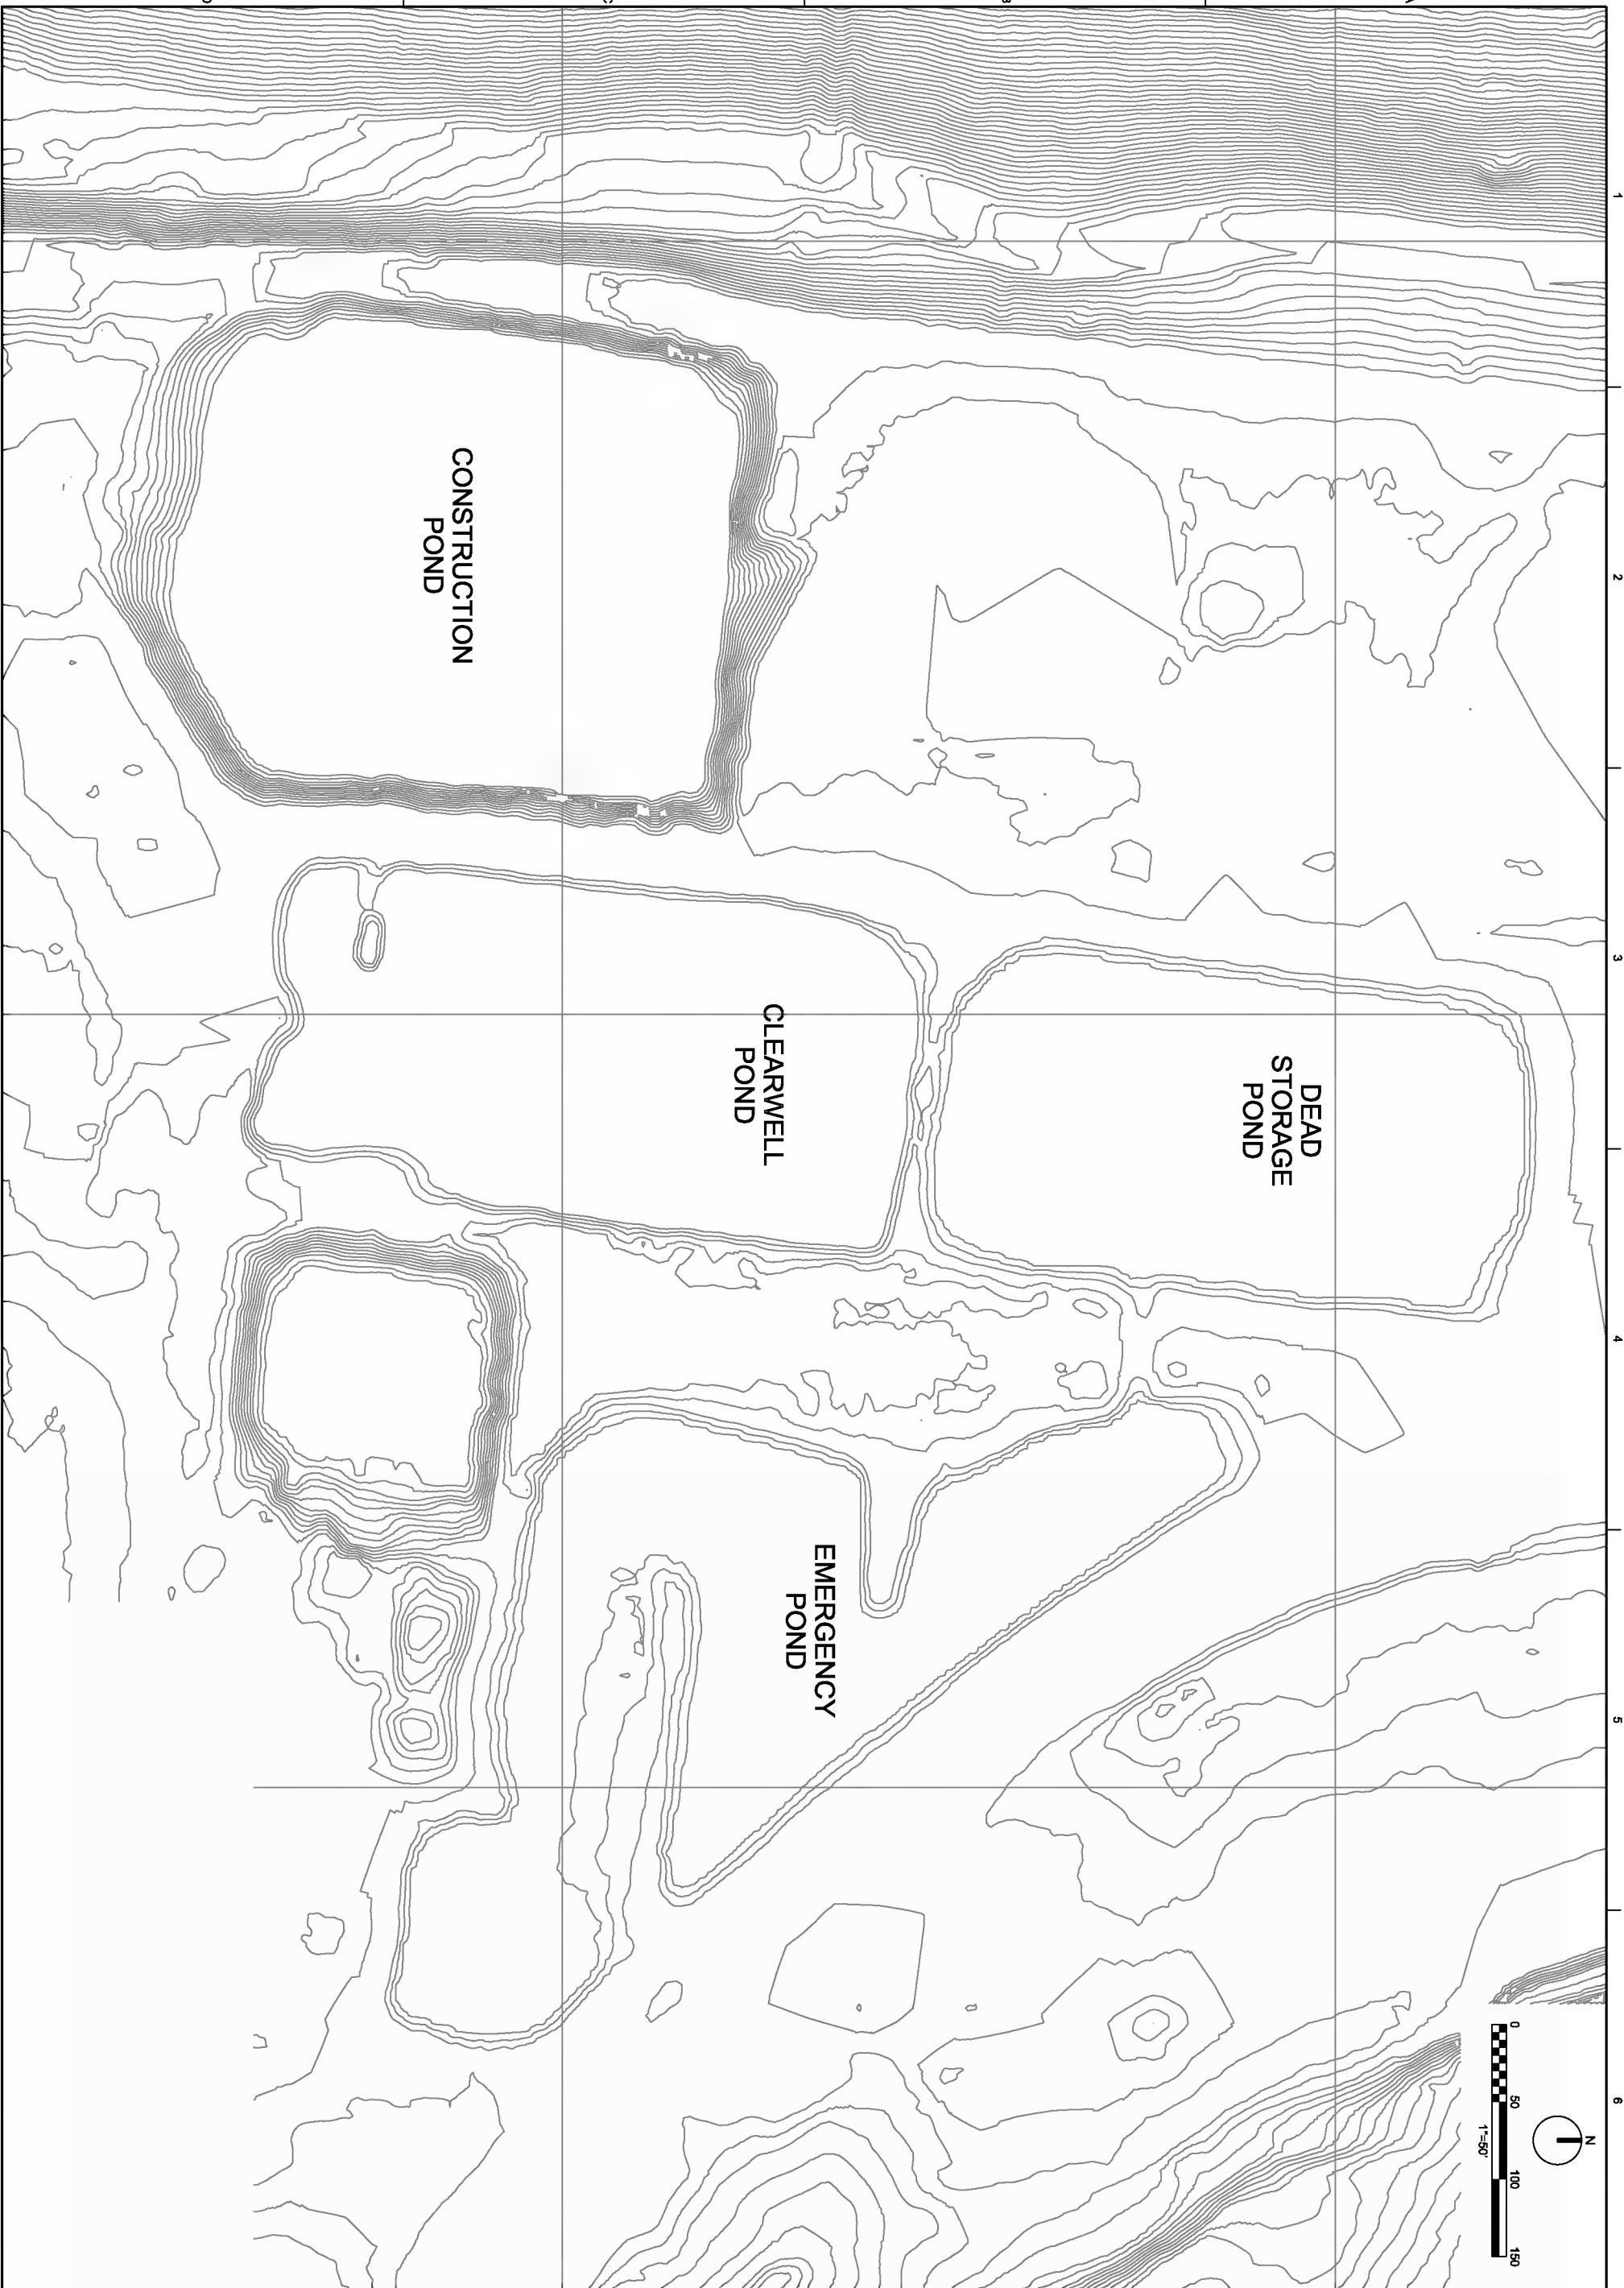 1
2
3
4
5
6
CONSTRUCTION
POND
CLEARWELL
POND
DEAD
STORAGE
POND
EMERGENCY
POND
N
0
50
100
150
1"=50'